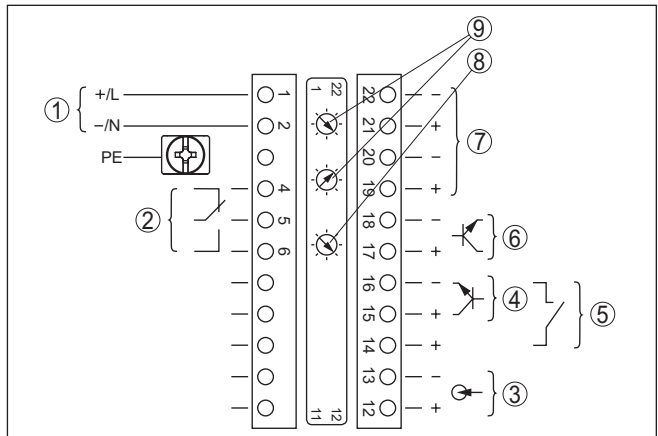 ⑨
⑧
① +/L 1 1 22 22 −
−/N 2 21 + ⑦
PE 20 −
4 19 +
② 5 18 − ⑥
6 17 +
16 − ④ ⑤
15 +
14 +
13 − ③
11 12 12 +